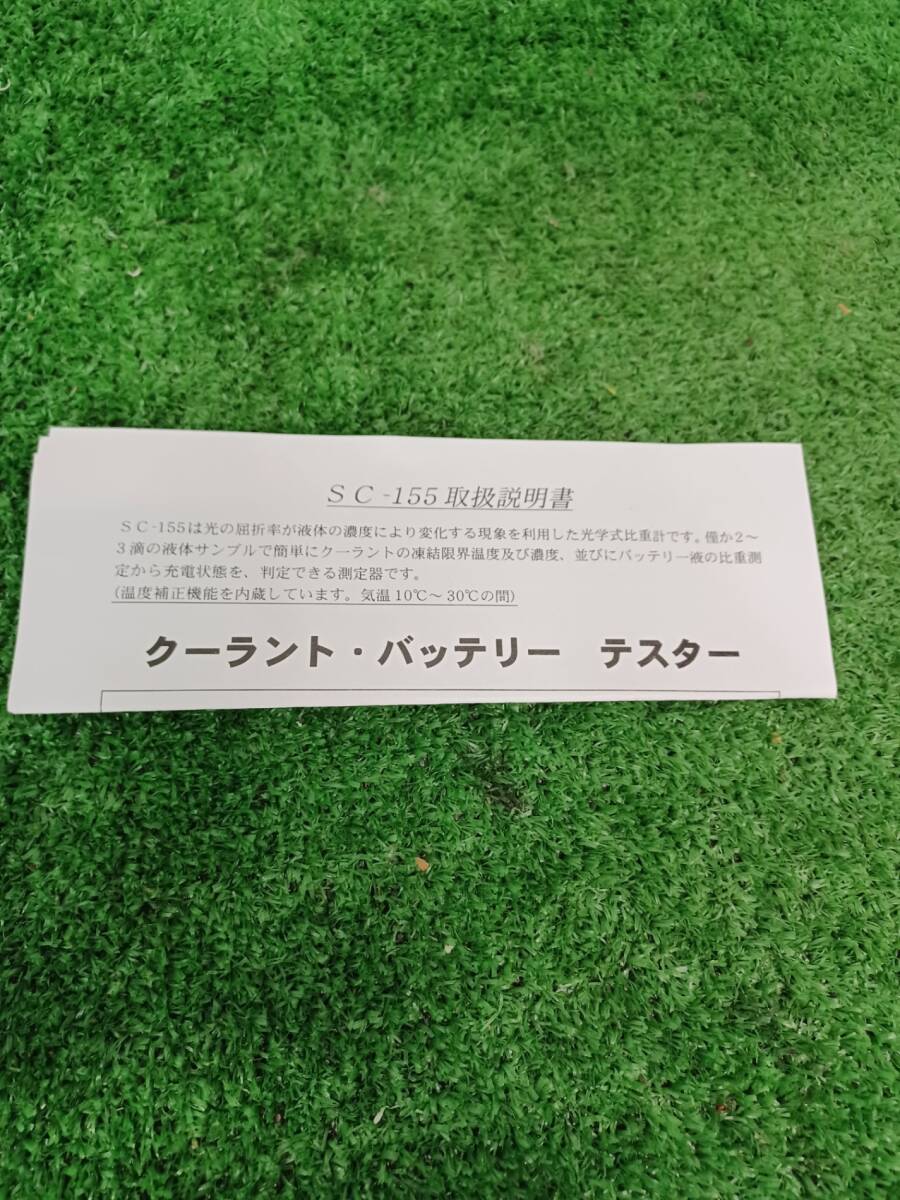 ＳＣ-155取扱説明書
ＳＣ-155は光の屈折率が液体の濃度により変化する現象を利用した光学式比重計です。僅か２～
３滴の液体サンプルで簡単にクーラントの凍結限界温度及び濃度、並びにバッテリー液の比重測
定から充電状態を、判定できる測定器です。
（温度補正機能を内蔵しています。気温10℃～30℃の間）
クーラント・バッテリー　テスター